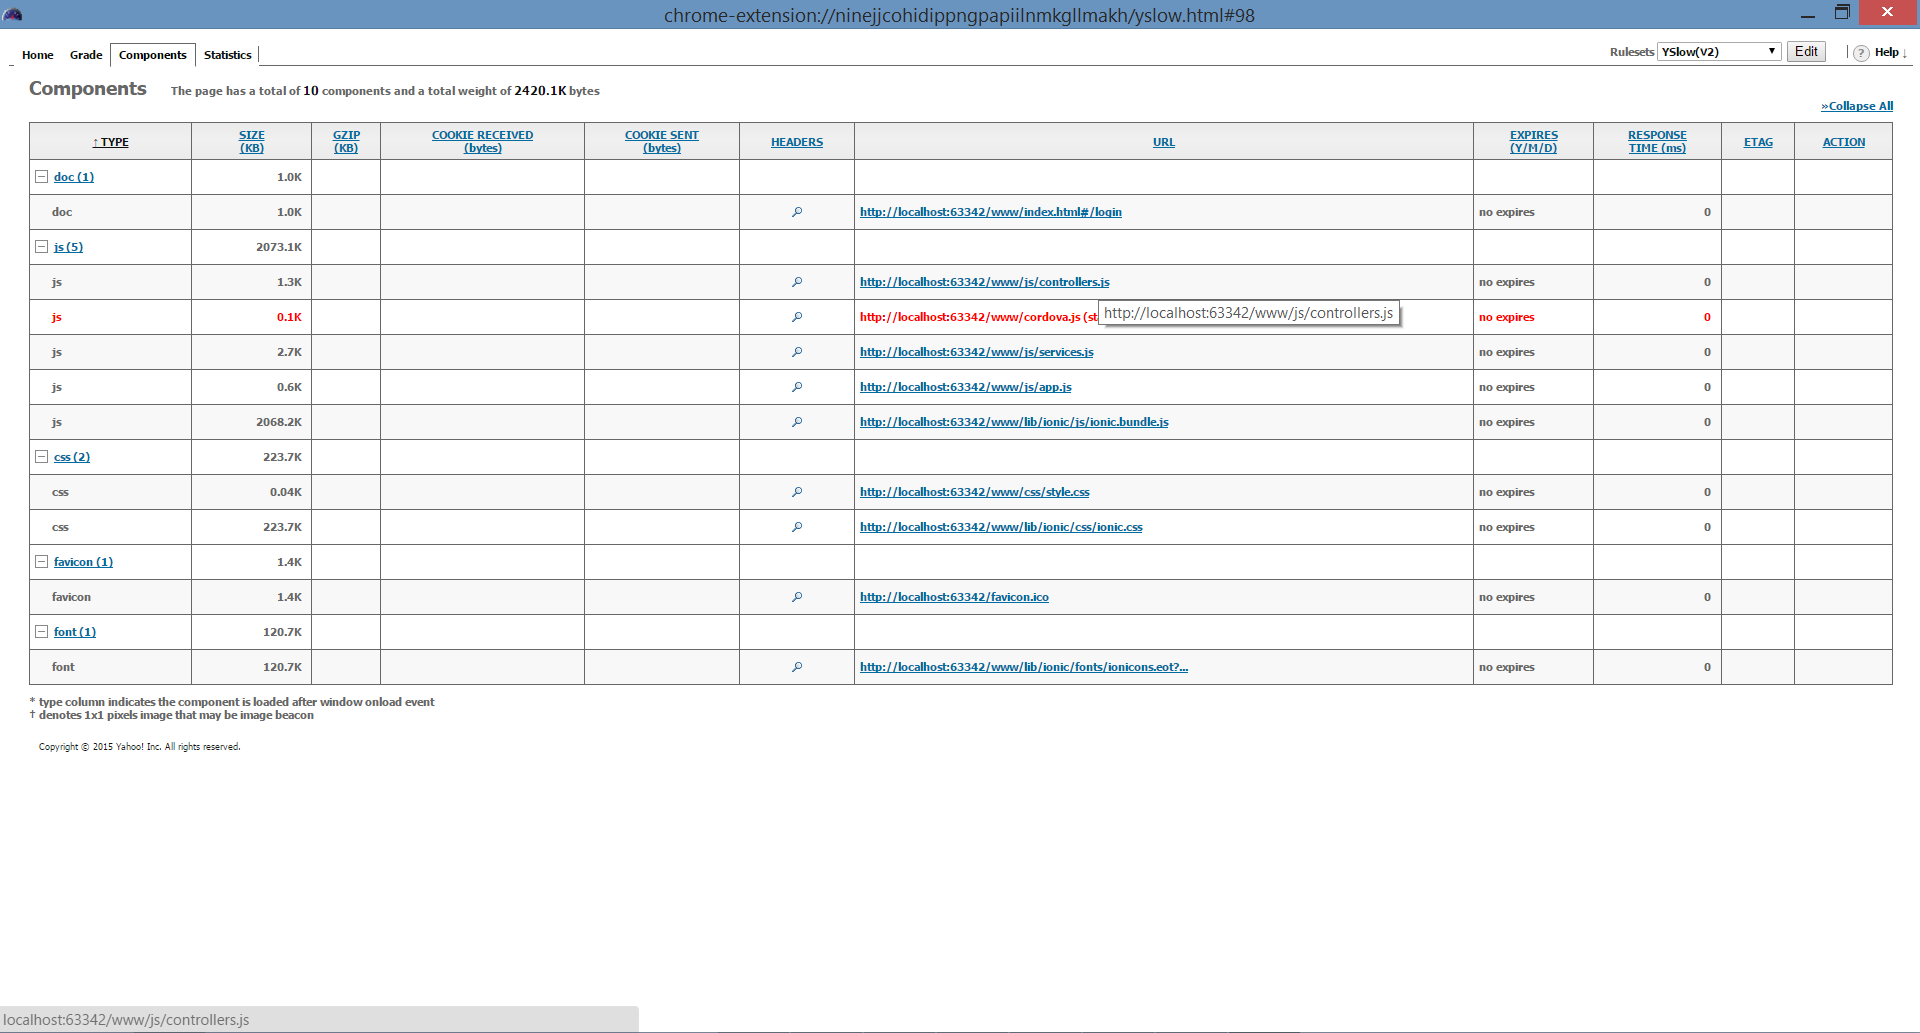 chrome-extension://ninejjcohidippngpapiilnmkgllmakh/yslow.html#98
Home Grade Components Statistics Rulesets YSlow(V2) Edit ? Help ↓
Components The page has a total of 10 components and a total weight of 2420.1K bytes
»Collapse All
↑ TYPE SIZE (KB) GZIP (KB) COOKIE RECEIVED (bytes) COOKIE SENT (bytes) HEADERS URL EXPIRES (Y/M/D) RESPONSE TIME (ms) ETAG ACTION
doc (1) 1.0K
doc 1.0K http://localhost:63342/www/index.html#/login no expires 0
js (5) 2073.1K
js 1.3K http://localhost:63342/www/js/controllers.js no expires 0
js 0.1K http://localhost:63342/www/cordova.js (st http://localhost:63342/www/js/controllers.js no expires 0
js 2.7K http://localhost:63342/www/js/services.js no expires 0
js 0.6K http://localhost:63342/www/js/app.js no expires 0
js 2068.2K http://localhost:63342/www/lib/ionic/js/ionic.bundle.js no expires 0
css (2) 223.7K
css 0.04K http://localhost:63342/www/css/style.css no expires 0
css 223.7K http://localhost:63342/www/lib/ionic/css/ionic.css no expires 0
favicon (1) 1.4K
favicon 1.4K http://localhost:63342/favicon.ico no expires 0
font (1) 120.7K
font 120.7K http://localhost:63342/www/lib/ionic/fonts/ionicons.eot?... no expires 0
* type column indicates the component is loaded after window onload event
† denotes 1x1 pixels image that may be image beacon
Copyright © 2015 Yahoo! Inc. All rights reserved.
localhost:63342/www/js/controllers.js